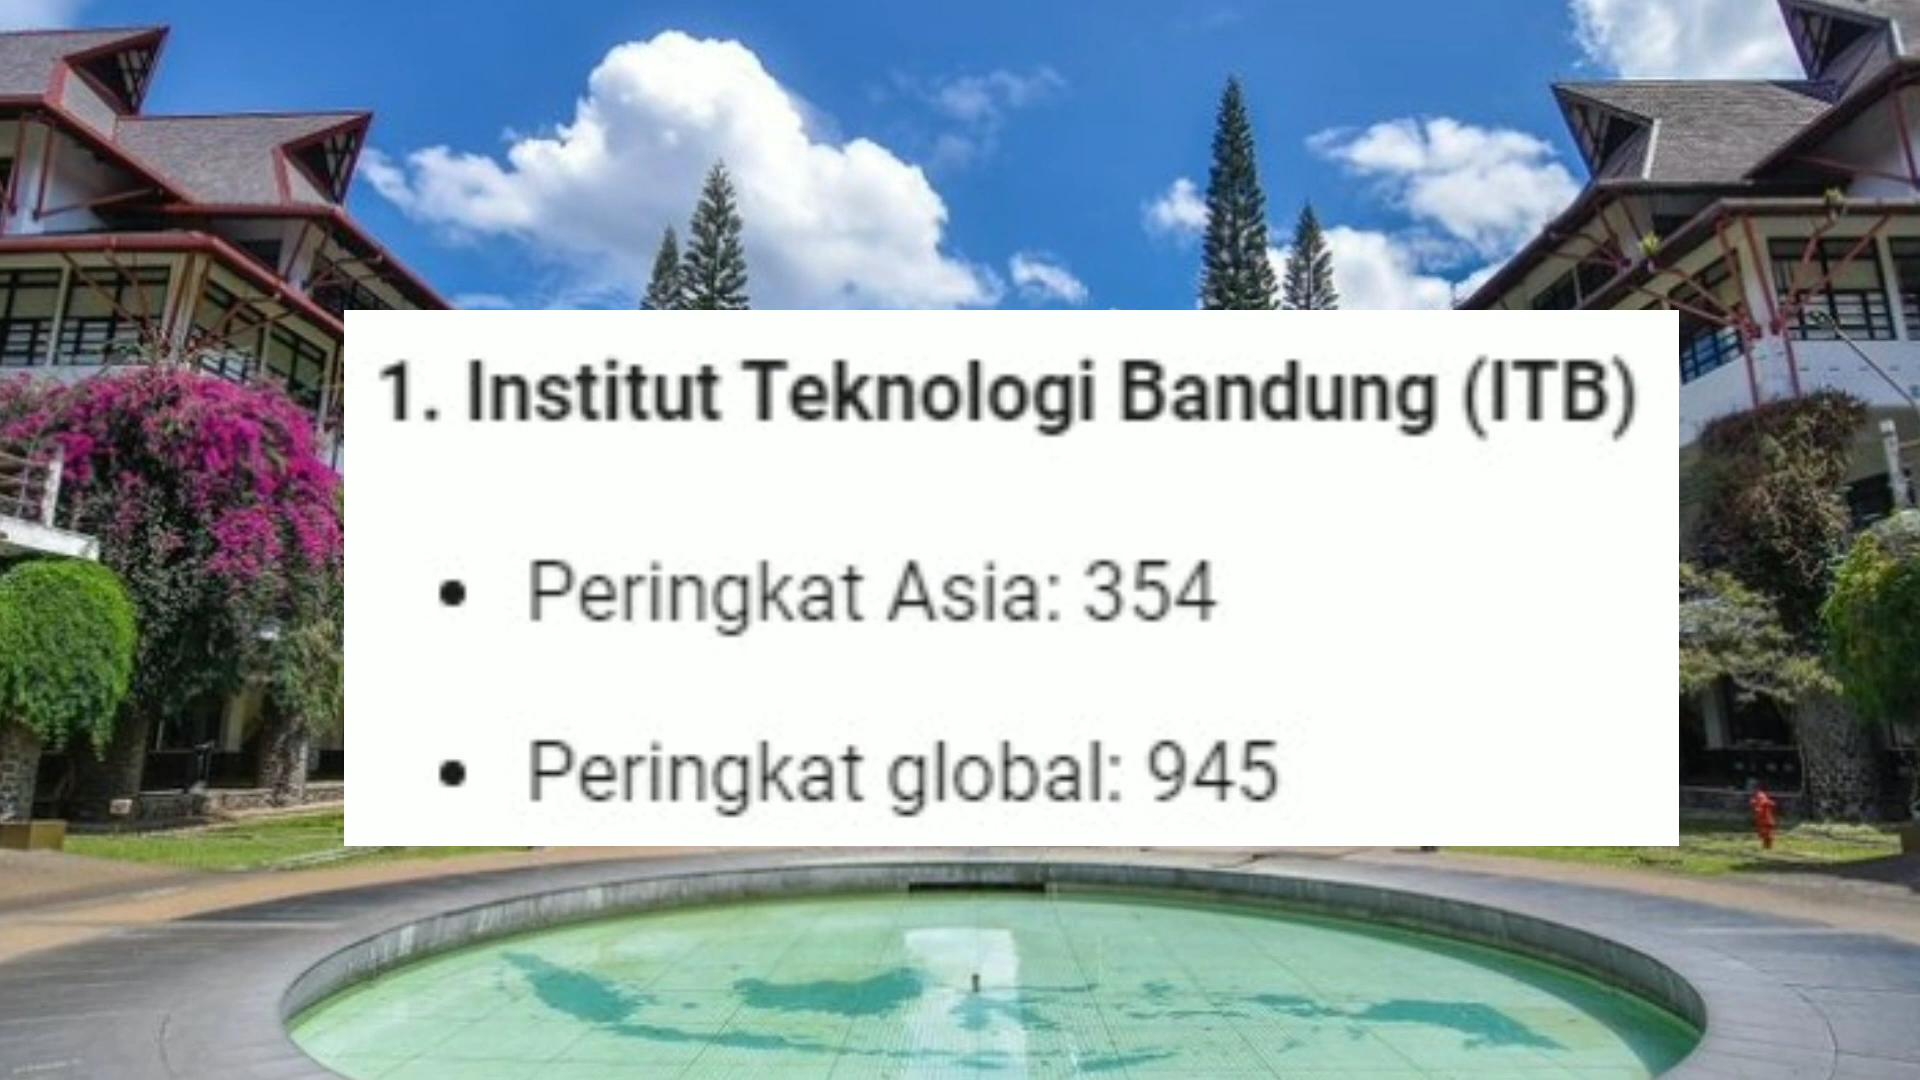 1. Institut Teknologi Bandung (ITB)
• Peringkat Asia: 354
• Peringkat global: 945